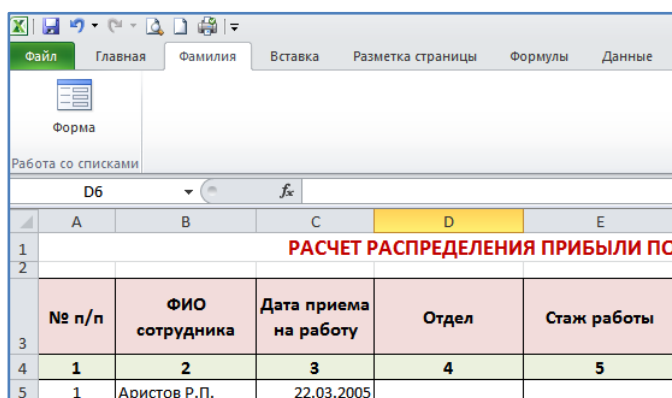 Файл Главная Фамилия Вставка Разметка страницы Формулы Данные
Форма
Работа со списками
D6 fx
A B C D E
1 РАСЧЕТ РАСПРЕДЕЛЕНИЯ ПРИБЫЛИ ПО
2
3 № п/п ФИО сотрудника Дата приема на работу Отдел Стаж работы
4 1 2 3 4 5
5 1 Аристов Р.П. 22.03.2005